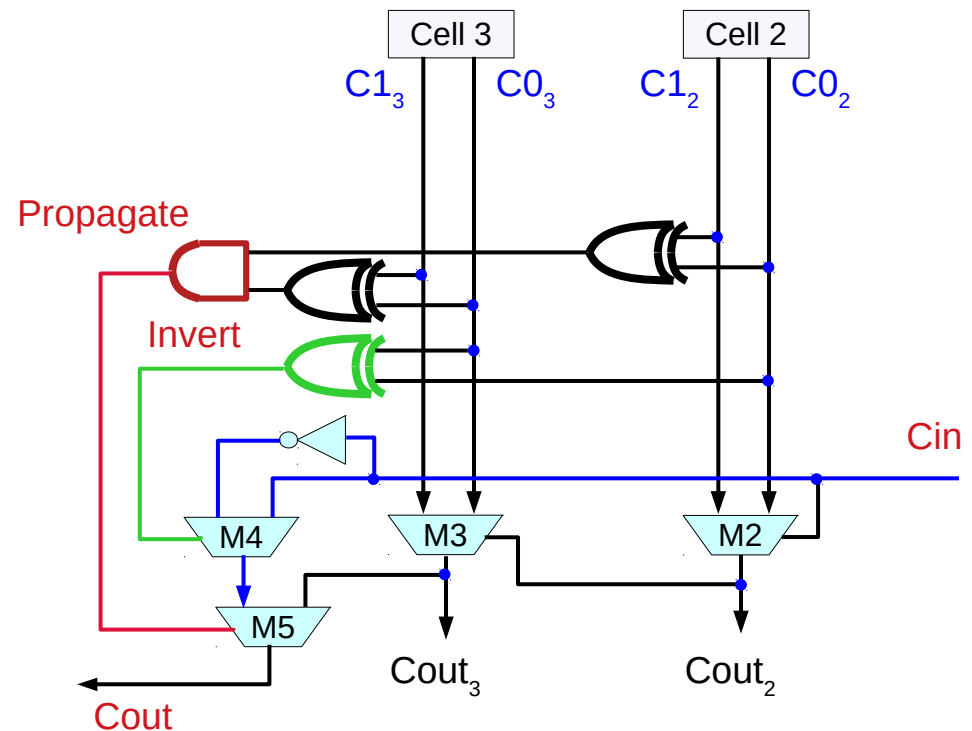 Cell 3
Cell 2
C1₃
C0₃
C1₂
C0₂
Propagate
Invert
Cin
M4
M3
M2
M5
Cout₃
Cout₂
Cout